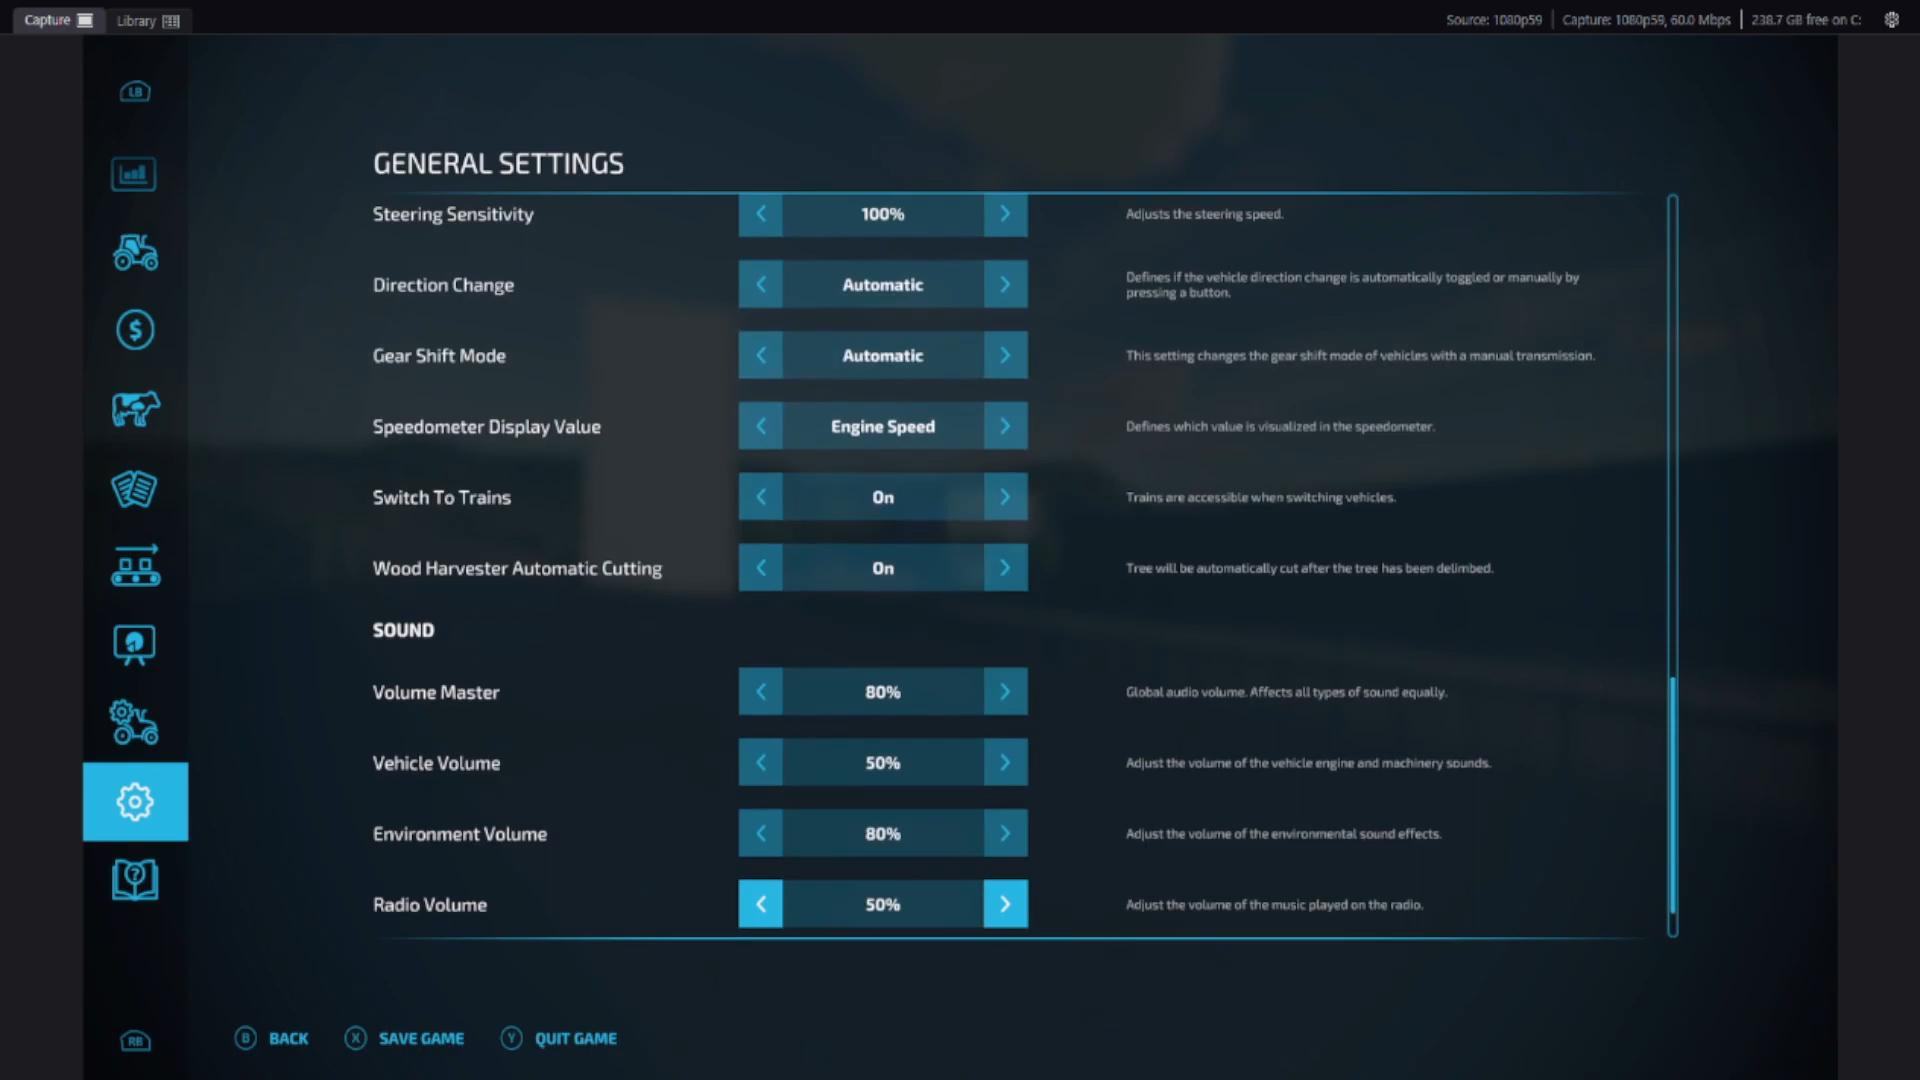 Capture
Library
Source: 1080p59
Capture: 1080p59, 60.0 Mbps
238.7 GB free on C:
LB
GENERAL SETTINGS
Steering Sensitivity
100%
Adjusts the steering speed.
Direction Change
Automatic
Defines if the vehicle direction change is automatically toggled or manually by
pressing a button.
Gear Shift Mode
Automatic
This setting changes the gear shift mode of vehicles with a manual transmission.
Speedometer Display Value
Engine Speed
Defines which value is visualized in the speedometer.
Switch To Trains
On
Trains are accessible when switching vehicles.
Wood Harvester Automatic Cutting
On
Tree will be automatically cut after the tree has been delimbed.
SOUND
Volume Master
80%
Global audio volume. Affects all types of sound equally.
Vehicle Volume
50%
Adjust the volume of the vehicle engine and machinery sounds.
Environment Volume
80%
Adjust the volume of the environmental sound effects.
Radio Volume
50%
Adjust the volume of the music played on the radio.
RB
B BACK
X SAVE GAME
Y QUIT GAME